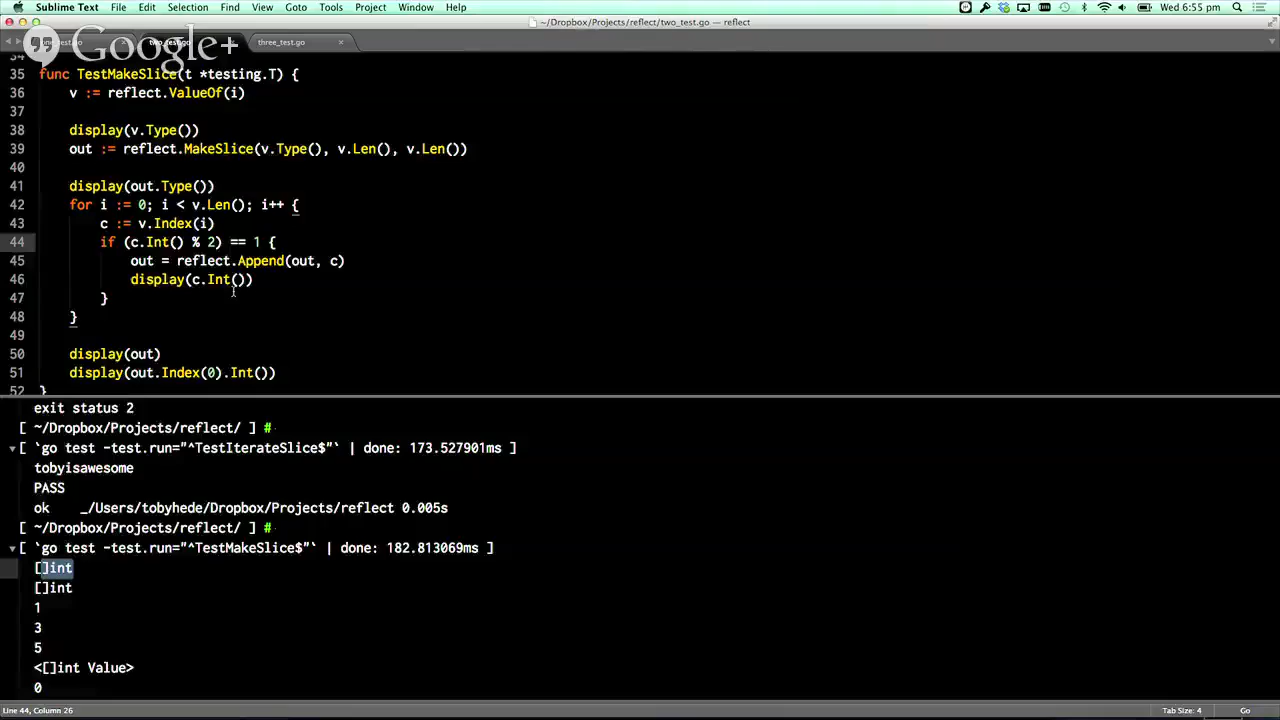 Sublime Text File Edit Selection Find View Goto Tools Project Window Help Wed 6:55 pm
~/Dropbox/Projects/reflect/two_test.go — reflect
Google+
three_test.go
34
35 func TestMakeSlice(t *testing.T) {
36 v := reflect.ValueOf(i)
37
38 display(v.Type())
39 out := reflect.MakeSlice(v.Type(), v.Len(), v.Len())
40
41 display(out.Type())
42 for i := 0; i < v.Len(); i++ {
43 c := v.Index(i)
44 if (c.Int() % 2) == 1 {
45 out = reflect.Append(out, c)
46 display(c.Int())
47 }
48 }
49
50 display(out)
51 display(out.Index(0).Int())
52 }
exit status 2
[ ~/Dropbox/Projects/reflect/ ] #
[ `go test -test.run="^TestIterateSlice$"` | done: 173.527901ms ]
tobyisawesome
PASS
ok _/Users/tobyhede/Dropbox/Projects/reflect 0.005s
[ ~/Dropbox/Projects/reflect/ ] #
[ `go test -test.run="^TestMakeSlice$"` | done: 182.813069ms ]
[]int
[]int
1
3
5
<[]int Value>
0
Line 44, Column 26 Tab Size: 4 Go